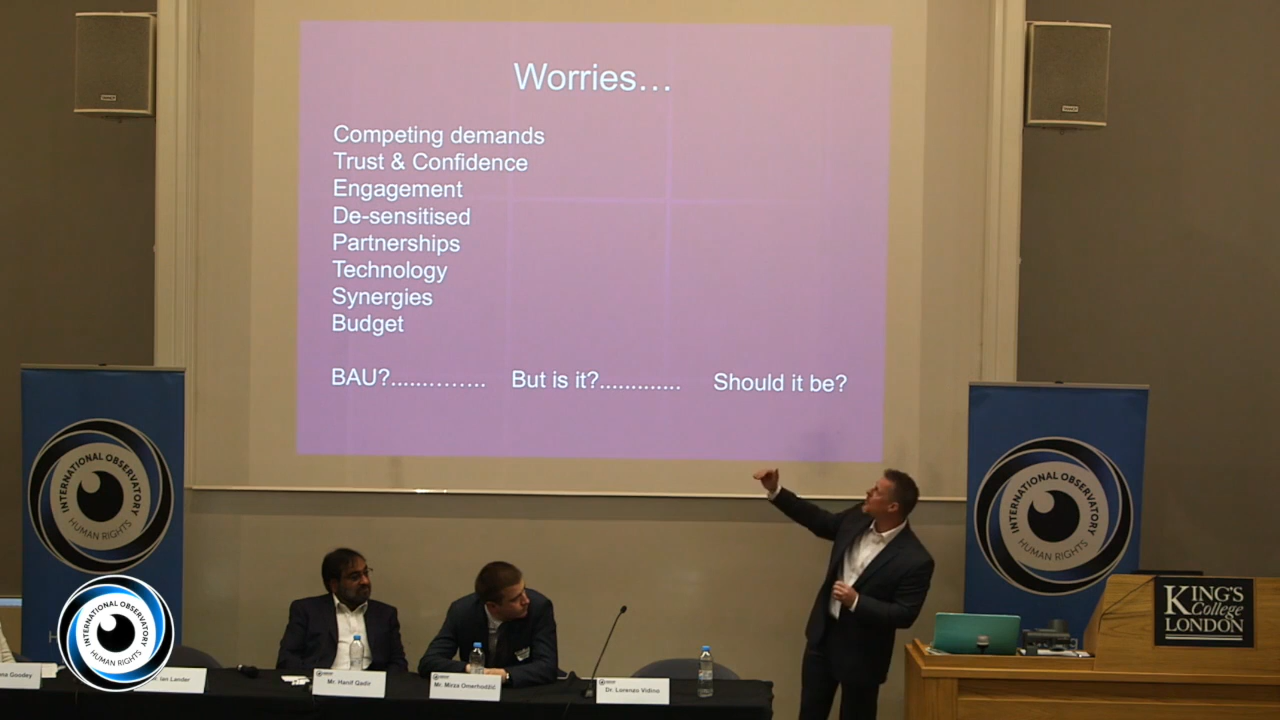 Worries...
Competing demands
Trust & Confidence
Engagement
De-sensitised
Partnerships
Technology
Synergies
Budget
BAU?.............. But is it?............. Should it be?
INTERNATIONAL OBSERVATORY
HUMAN RIGHTS
INTERNATIONAL OBSERVATORY
HUMAN RIGHTS
KING'S
College
LONDON
INTERNATIONAL OBSERVATORY
HUMAN RIGHTS
Goodey
Ian Lander
Mr. Hanif Qadir
Mr. Mirza Omerhodžić
Dr. Lorenzo Vidino